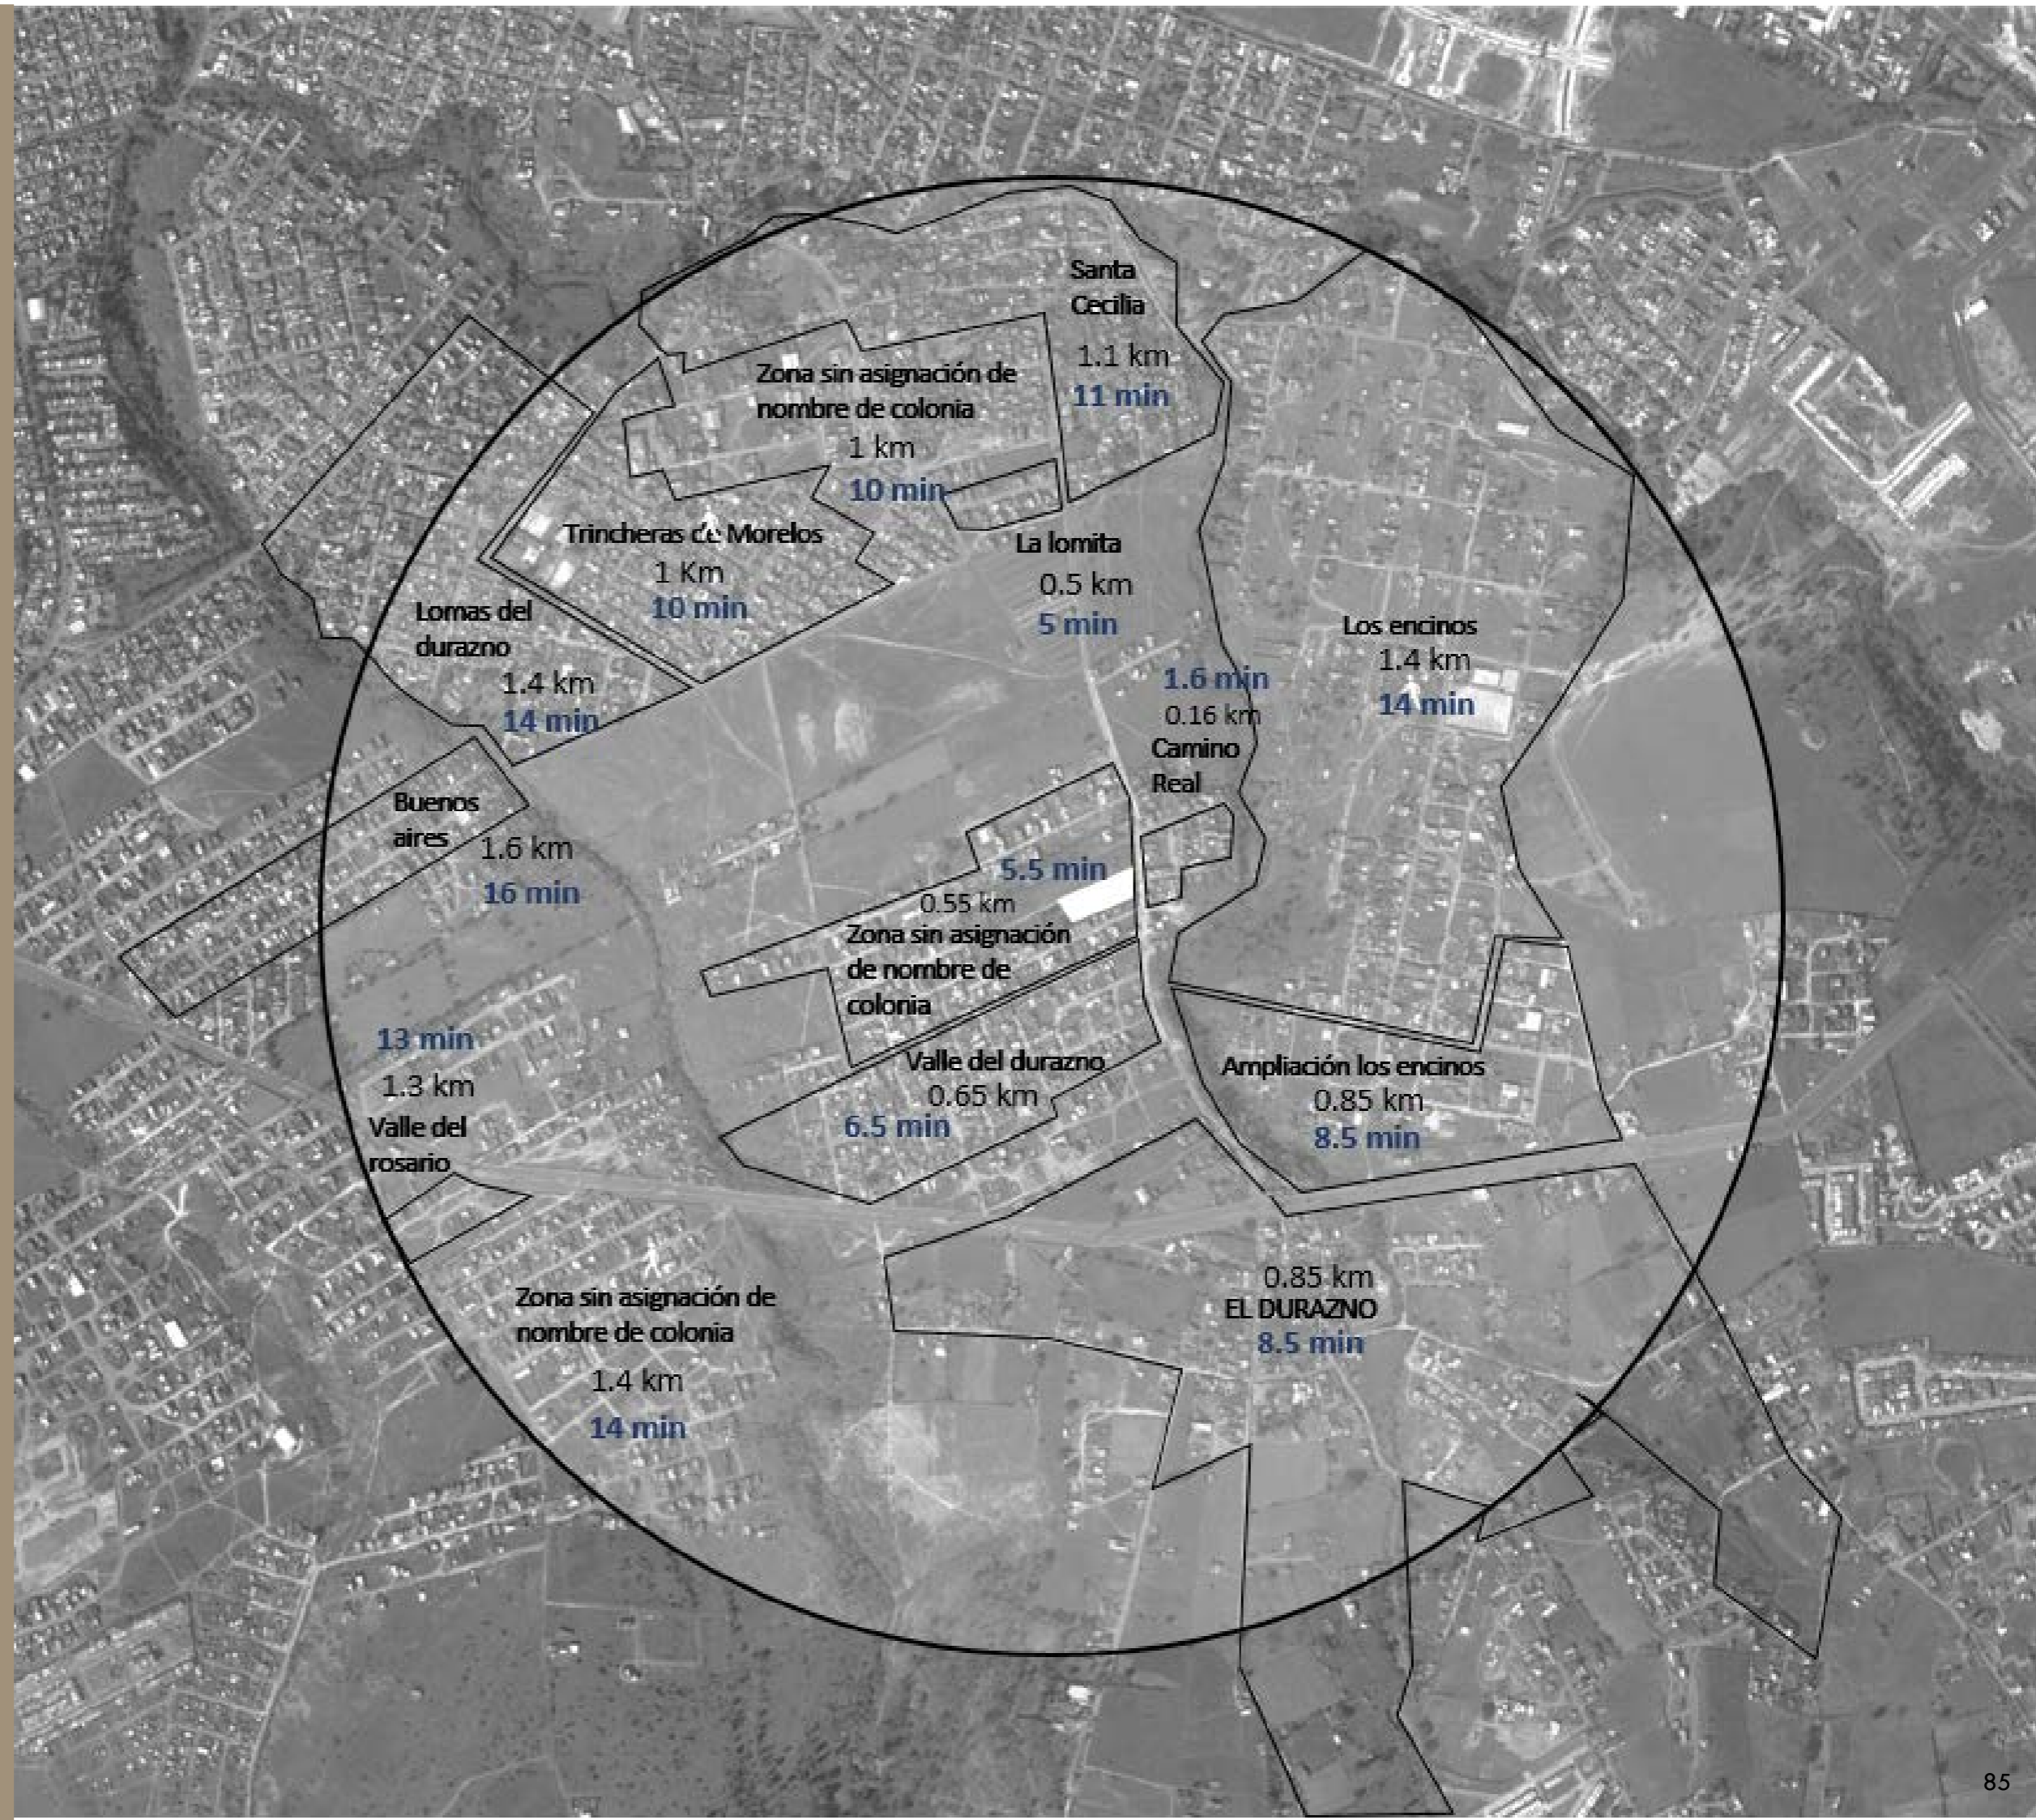 Santa
Cecilia
1.1 km
11 min
Zona sin asignación de
nombre de colonia
1 km
10 min
Trincheras de Morelos
1 Km
10 min
La lomita
0.5 km
5 min
Lomas del
durazno
1.4 km
14 min
Los encinos
1.4 km
14 min
1.6 min
0.16 km
Camino
Real
Buenos
aires
1.6 km
16 min
5.5 min
0.55 km
Zona sin asignación
de nombre de
colonia
13 min
1.3 km
Valle del
rosario
Valle del durazno
0.65 km
6.5 min
Ampliación los encinos
0.85 km
8.5 min
Zona sin asignación de
nombre de colonia
1.4 km
14 min
0.85 km
EL DURAZNO
8.5 min
85